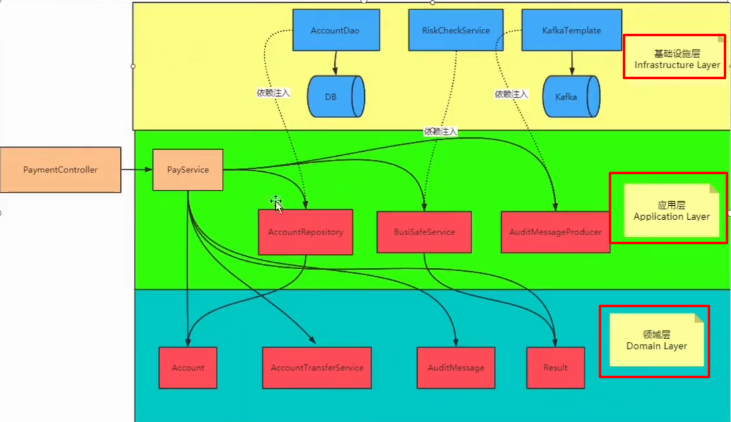 AccountDao
RiskCheckService
KafkaTemplate
基础设施层
Infrastructure Layer
依赖注入
DB
依赖注入
Kafka
依赖注入
PaymentController
PayService
应用层
Application Layer
AccountRepository
BusiSafeService
AuditMessageProducer
领域层
Domain Layer
Account
AccountTransferService
AuditMessage
Result